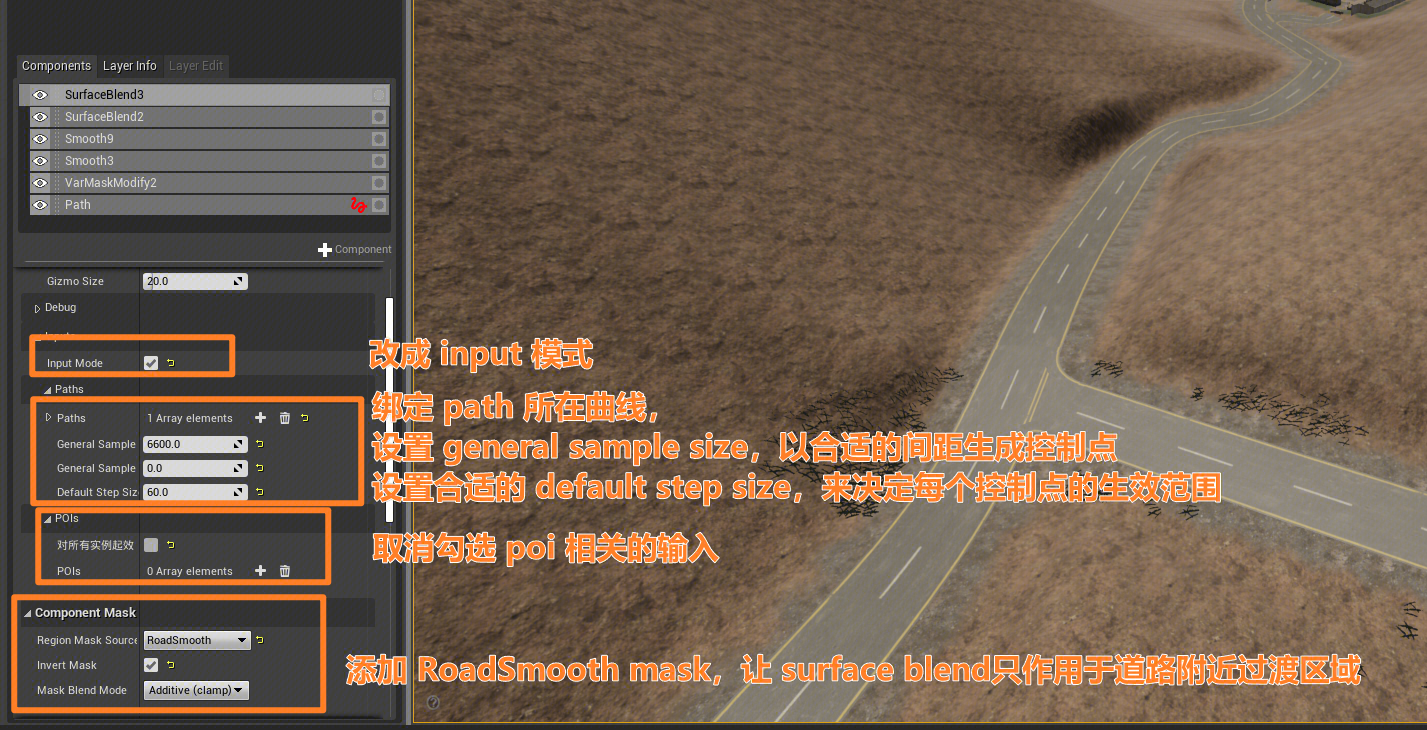 Components Layer Info Layer Edit
SurfaceBlend3
SurfaceBlend2
Smooth9
Smooth3
VarMaskModify2
Path
Component
Gizmo Size 20.0
Debug
Input Mode
改成 input 模式
Paths
绑定 path 所在曲线，
Paths 1 Array elements
General Sample 6600.0
设置 general sample size，以合适的间距生成控制点
General Sample 0.0
Default Step Siz 60.0
设置合适的 default step size，来决定每个控制点的生效范围
POIs
对所有实例起效
取消勾选 poi 相关的输入
POIs 0 Array elements
Component Mask
Region Mask Source RoadSmooth
Invert Mask
添加 RoadSmooth mask，让 surface blend只作用于道路附近过渡区域
Mask Blend Mode Additive (clamp)